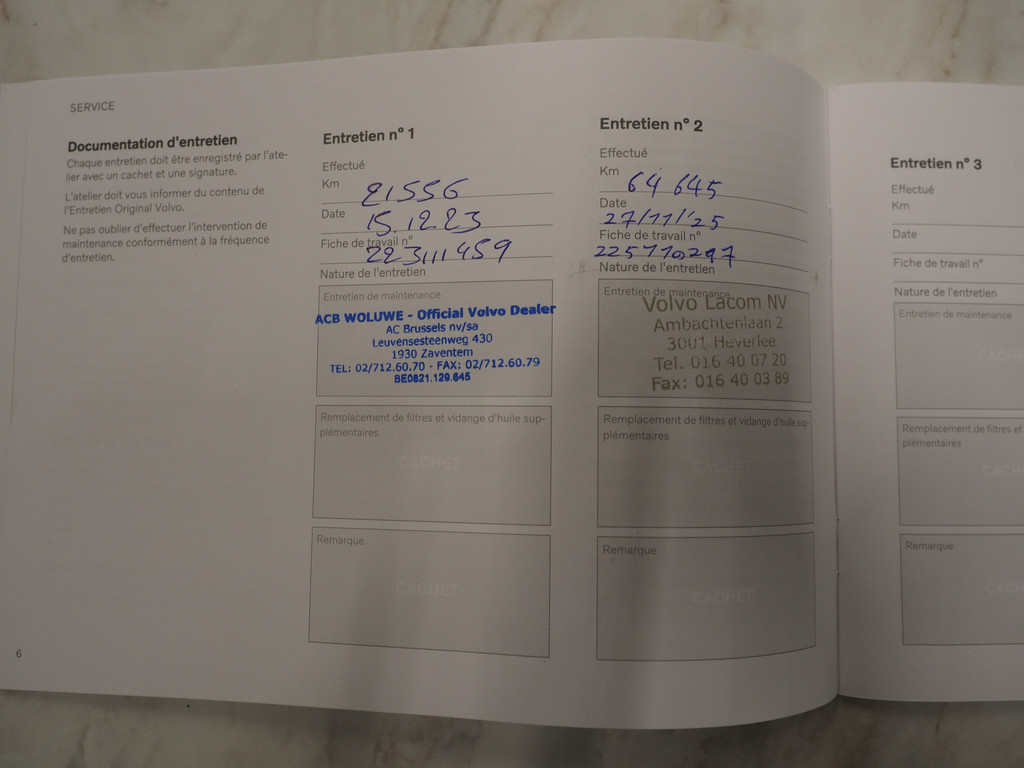 SERVICE
Documentation d'entretien
Chaque entretien doit être enregistré par l'ate-
lier avec un cachet et une signature.
L'atelier doit vous informer du contenu de
l'Entretien Original Volvo.
Ne pas oublier d'effectuer l'intervention de
maintenance conformément à la fréquence
d'entretien.
6
Entretien n° 1
Effectué
Km 21556
Date 15.12.23
Fiche de travail n° 223111459
Nature de l'entretien
Entretien de maintenance
ACB WOLUWE - Official Volvo Dealer
AC Brussels nv/sa
Leuvensesteenweg 430
1930 Zaventem
TEL: 02/712.60.70 - FAX: 02/712.60.79
BE0821.129.645
Remplacement de filtres et vidange d'huile sup-
plémentaires
CACHET
Remarque
CACHET
Entretien n° 2
Effectué
Km 64 645
Date 27/11/'25
Fiche de travail n° 225110297
Nature de l'entretien
Entretien de maintenance
Volvo Lacom NV
Ambachtenlaan 2
3001 Heverlee
Tel. 016 40 07 20
Fax: 016 40 03 89
Remplacement de filtres et vidange d'huile sup-
plémentaires
CACHET
Remarque
CACHET
Entretien n° 3
Effectué
Km
Date
Fiche de travail n°
Nature de l'entretien
Entretien de maintenance
CACH
Remplacement de filtres et
plémentaires
CACH
Remarque
CACH